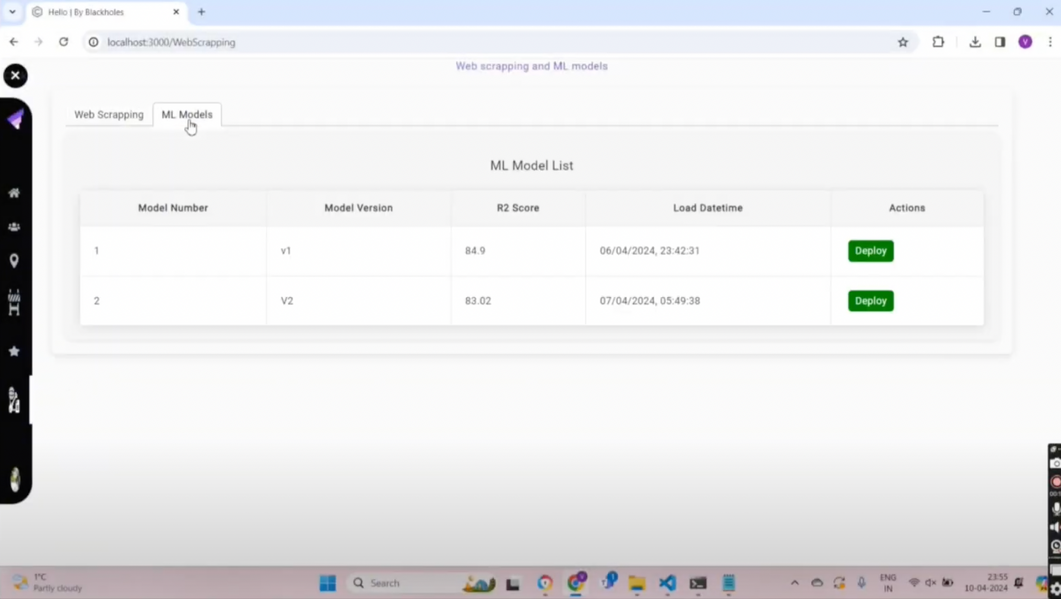 Hello | By Blackholes
localhost:3000/WebScrapping
V
Web scrapping and ML models
Web Scrapping
ML Models
ML Model List
Model Number Model Version R2 Score Load Datetime Actions
1 v1 84.9 06/04/2024, 23:42:31 Deploy
2 V2 83.02 07/04/2024, 05:49:38 Deploy
1°C
Partly cloudy
Search
ENG
IN
23:55
10-04-2024